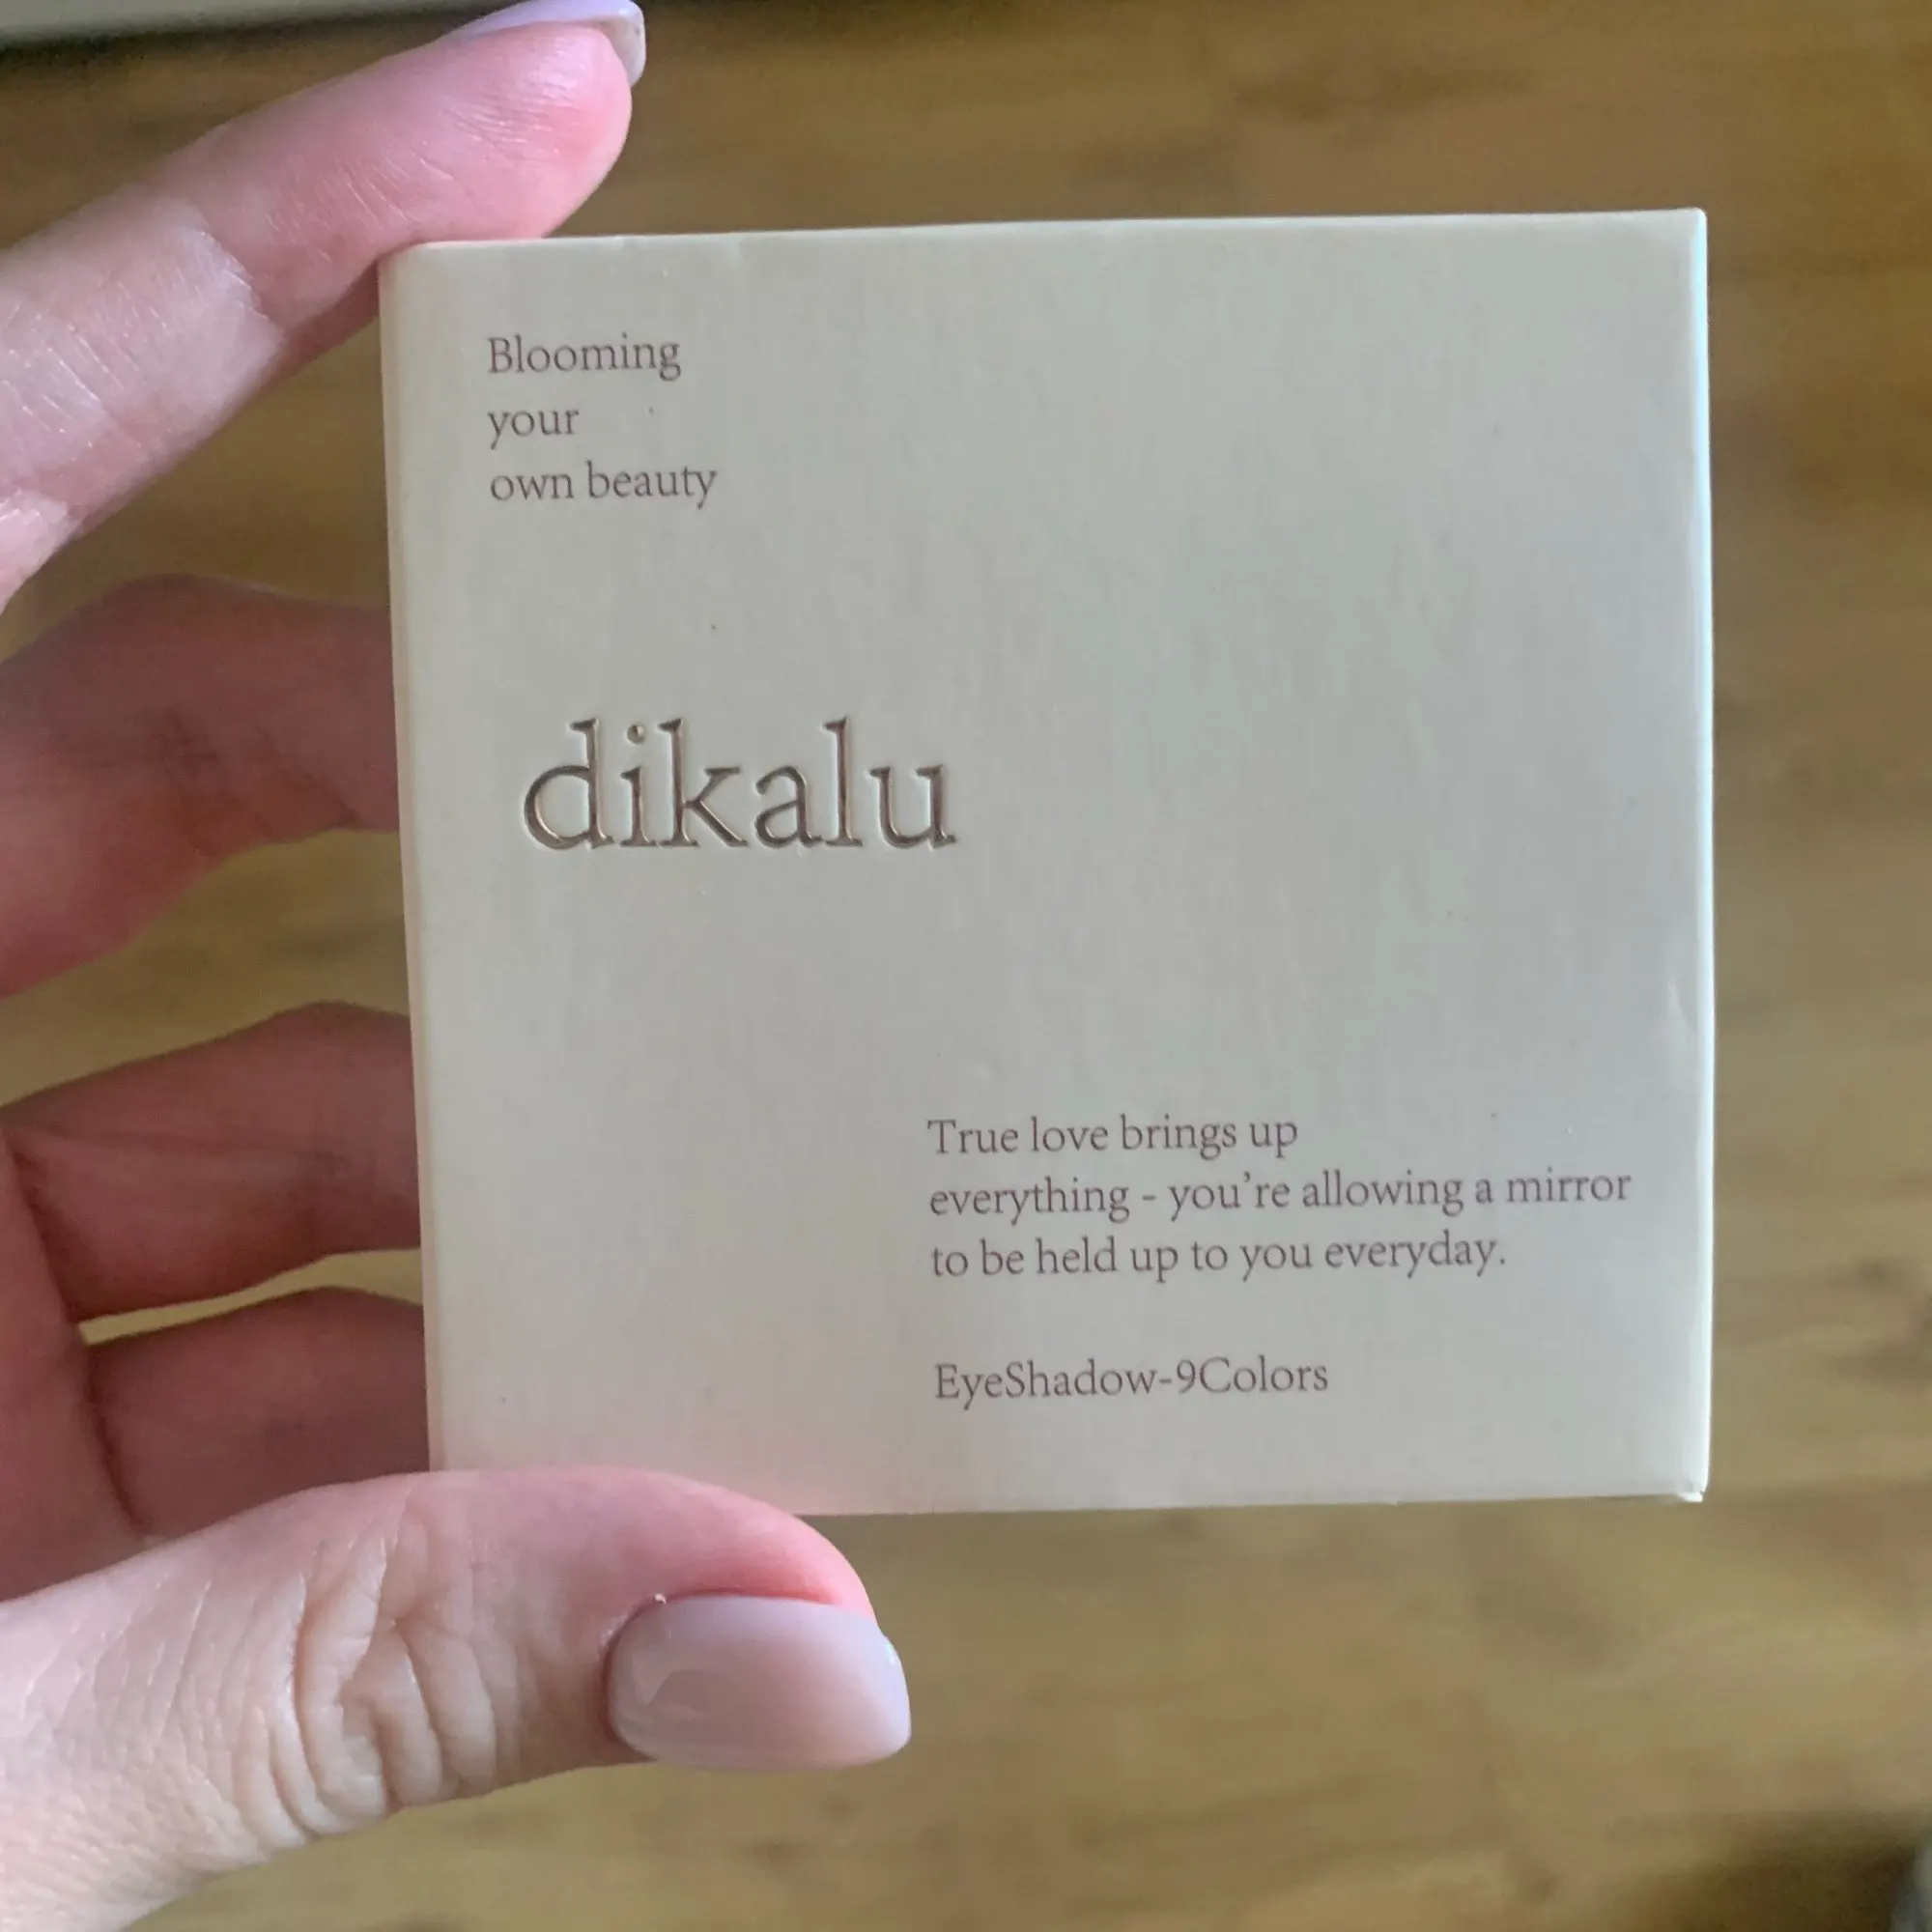 Blooming
your
own beauty
dikalu
True love brings up
everything - you're allowing a mirror
to be held up to you everyday.
EyeShadow-9Colors